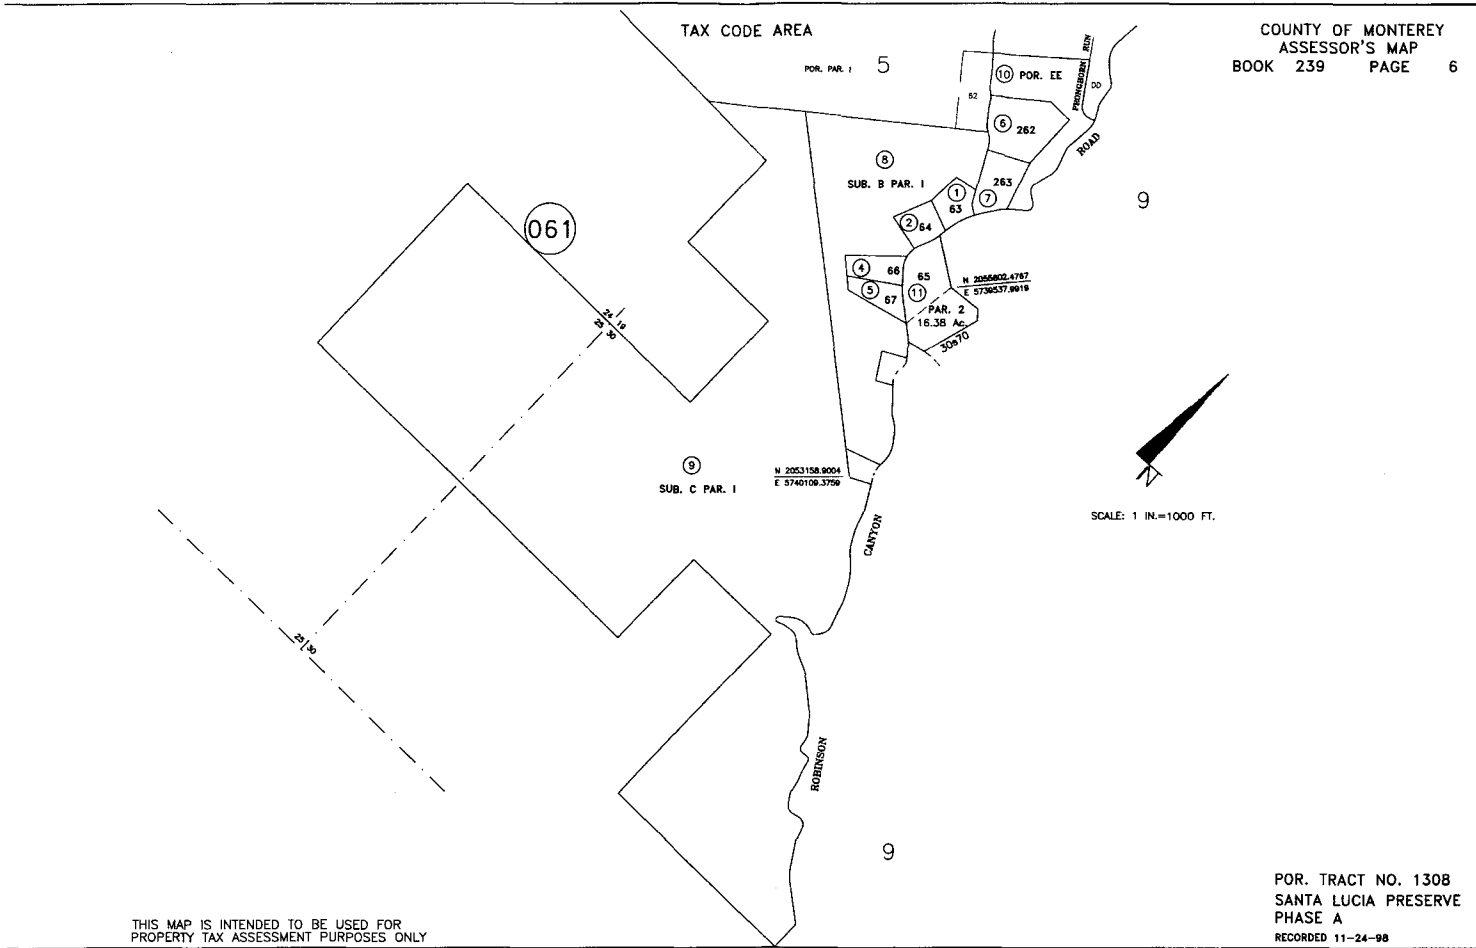 TAX CODE AREA
COUNTY OF MONTEREY
ASSESSOR'S MAP
BOOK 239 PAGE 6
POR. PAR. 1
5
10 POR. EE
PRONGHORN RUN
DD
62
6 262
ROAD
8
SUB. B PAR. I
263
7
1
63
9
2 64
061
4 66
65
5 67
11
N 2055602.4767
E 5739537.9919
PAR. 2
16.38 Ac.
30s70
24 19
25 30
9
SUB. C PAR. I
N 2053158.9004
E 5740109.3759
SCALE: 1 IN.=1000 FT.
CANYON
25 30
ROBINSON
9
THIS MAP IS INTENDED TO BE USED FOR
PROPERTY TAX ASSESSMENT PURPOSES ONLY
POR. TRACT NO. 1308
SANTA LUCIA PRESERVE
PHASE A
RECORDED 11-24-98